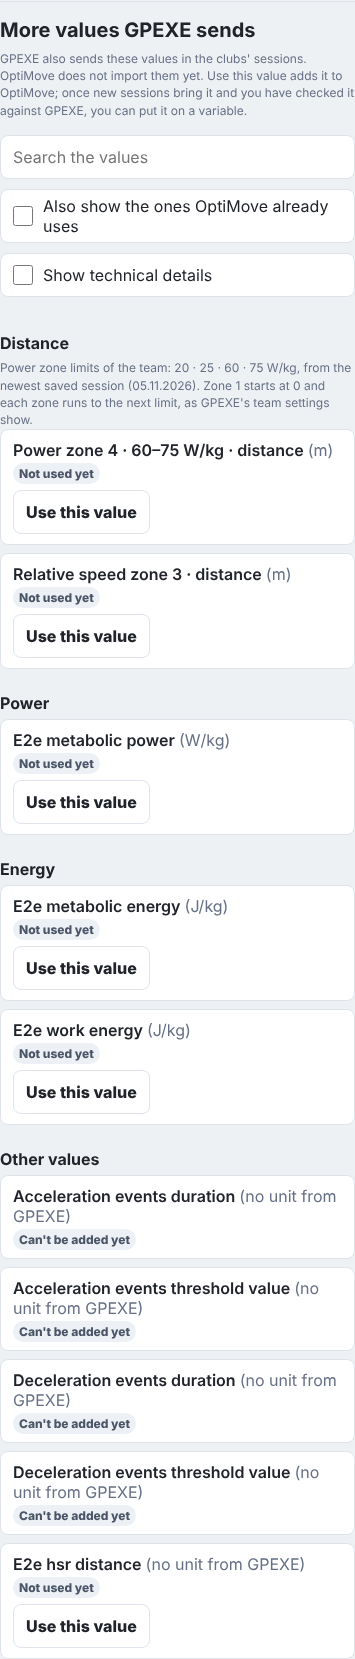 More values GPEXE sends
GPEXE also sends these values in the clubs' sessions.
OptiMove does not import them yet. Use this value adds it to
OptiMove; once new sessions bring it and you have checked it
against GPEXE, you can put it on a variable.
Search the values
Also show the ones OptiMove already
uses
Show technical details
Distance
Power zone limits of the team: 20 · 25 · 60 · 75 W/kg, from the
newest saved session (05.11.2026). Zone 1 starts at 0 and
each zone runs to the next limit, as GPEXE's team settings
show.
Power zone 4 · 60–75 W/kg · distance (m)
Not used yet
Use this value
Relative speed zone 3 · distance (m)
Not used yet
Use this value
Power
E2e metabolic power (W/kg)
Not used yet
Use this value
Energy
E2e metabolic energy (J/kg)
Not used yet
Use this value
E2e work energy (J/kg)
Not used yet
Use this value
Other values
Acceleration events duration (no unit from
GPEXE)
Can't be added yet
Acceleration events threshold value (no
unit from GPEXE)
Can't be added yet
Deceleration events duration (no unit from
GPEXE)
Can't be added yet
Deceleration events threshold value (no
unit from GPEXE)
Can't be added yet
E2e hsr distance (no unit from GPEXE)
Not used yet
Use this value